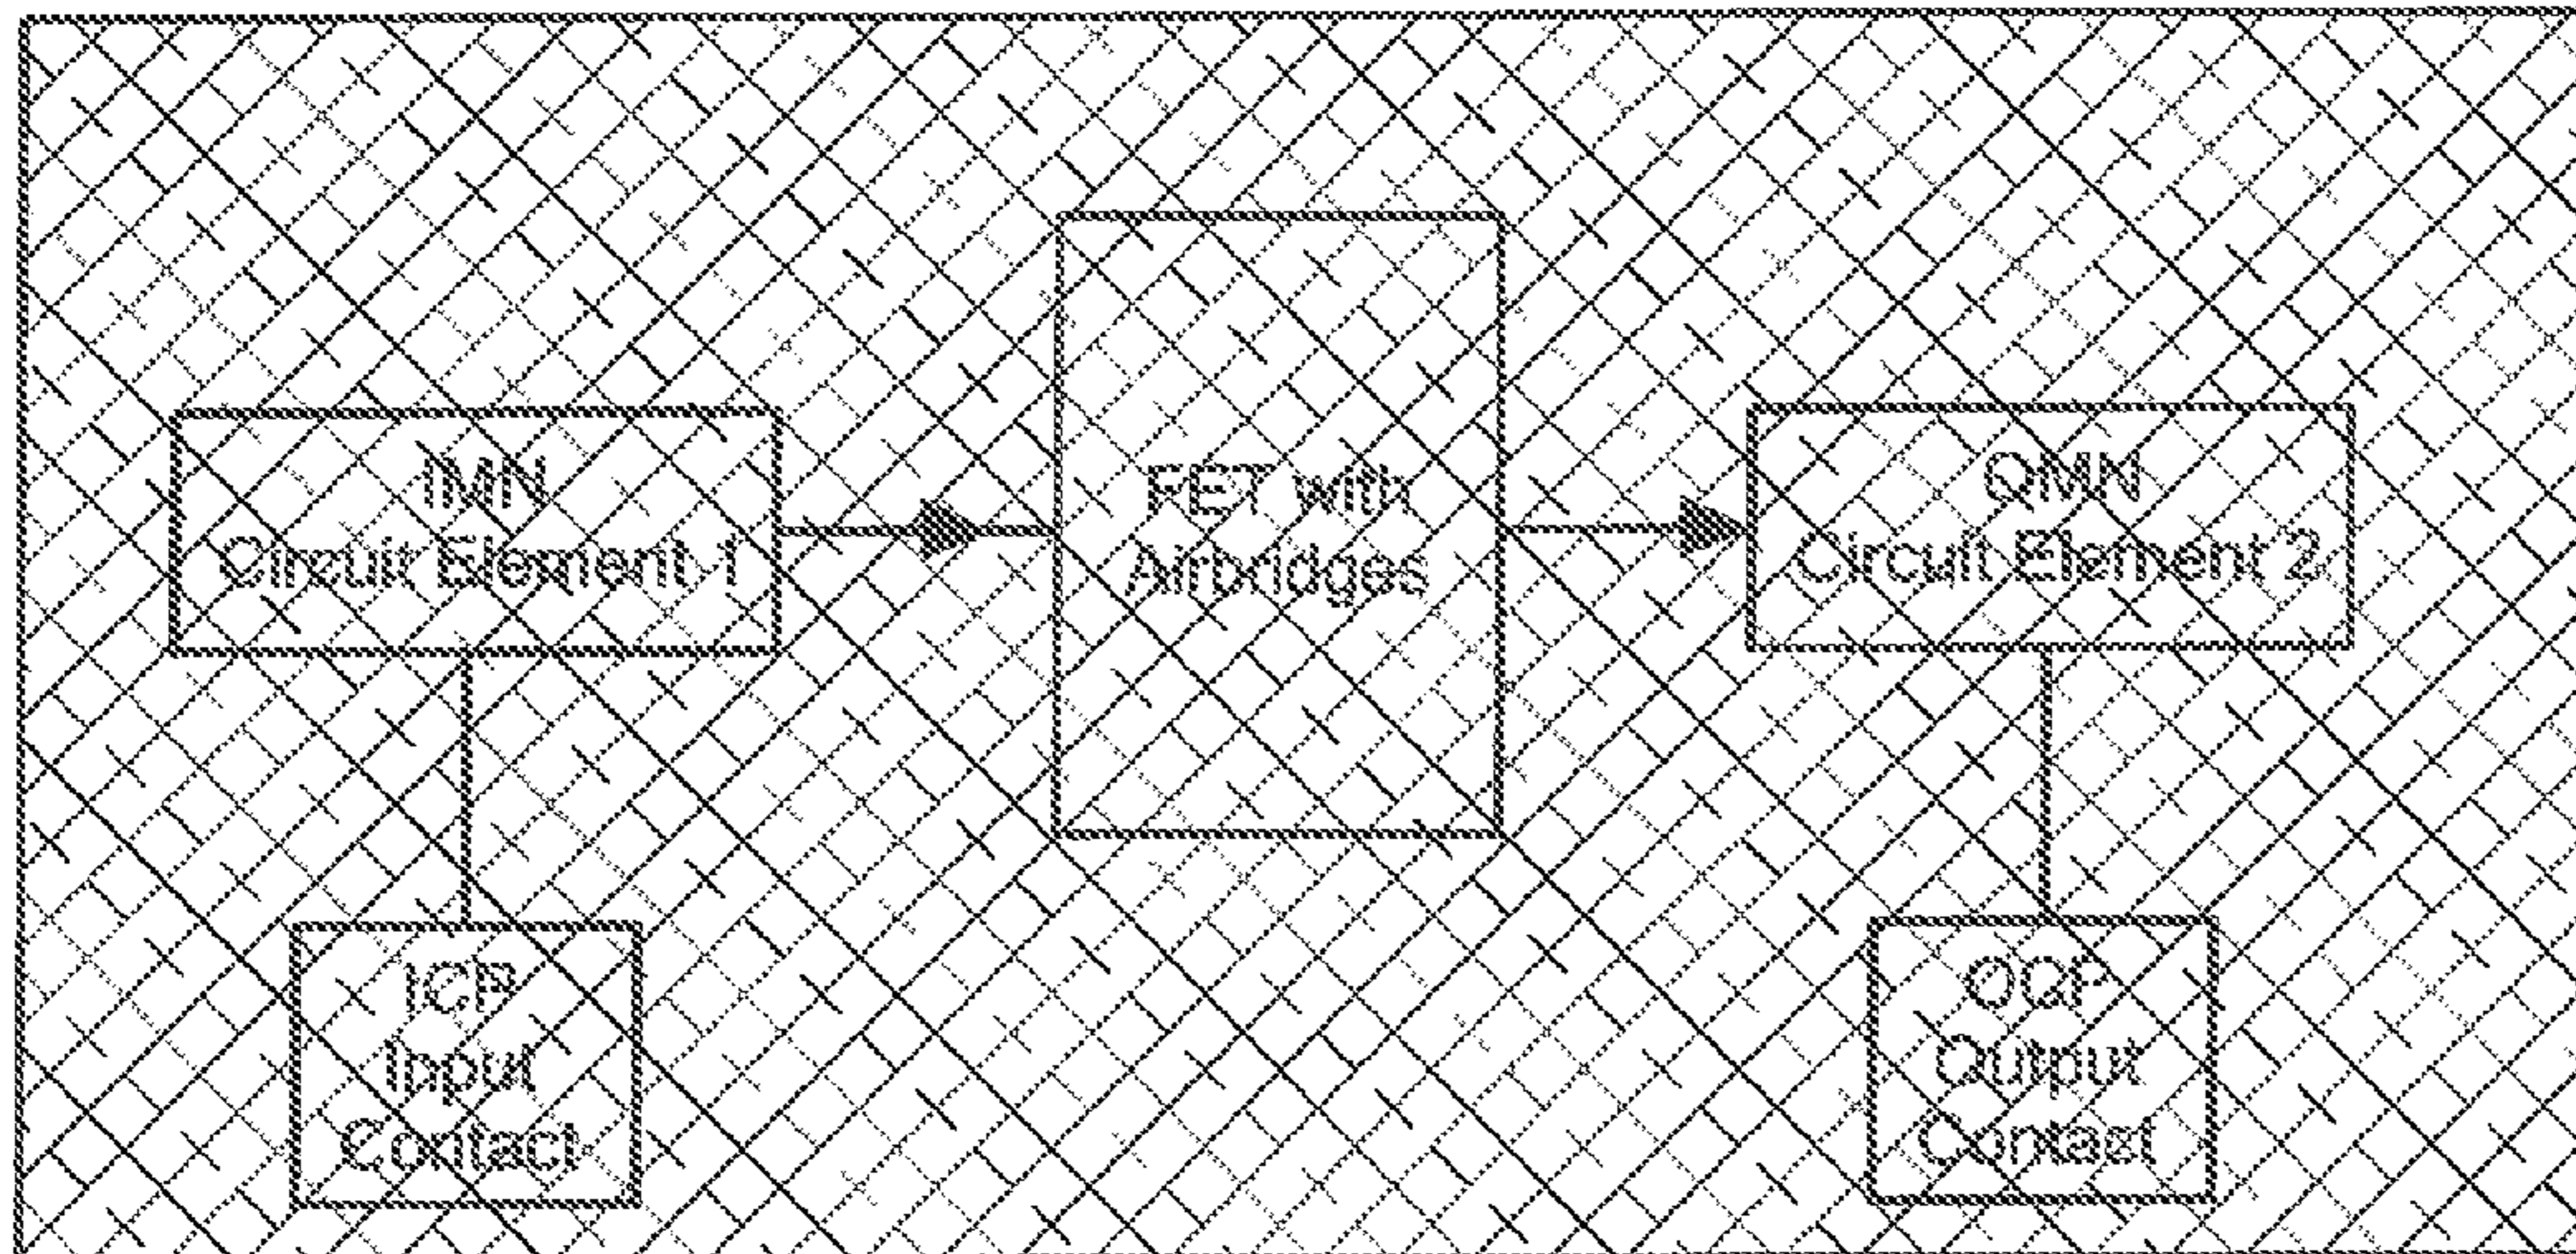 IMN
Circuit Element 1
FET with
Airbridges
OMN
Circuit Element 2
ICP
Input
Contact
OCP
Output
Contact